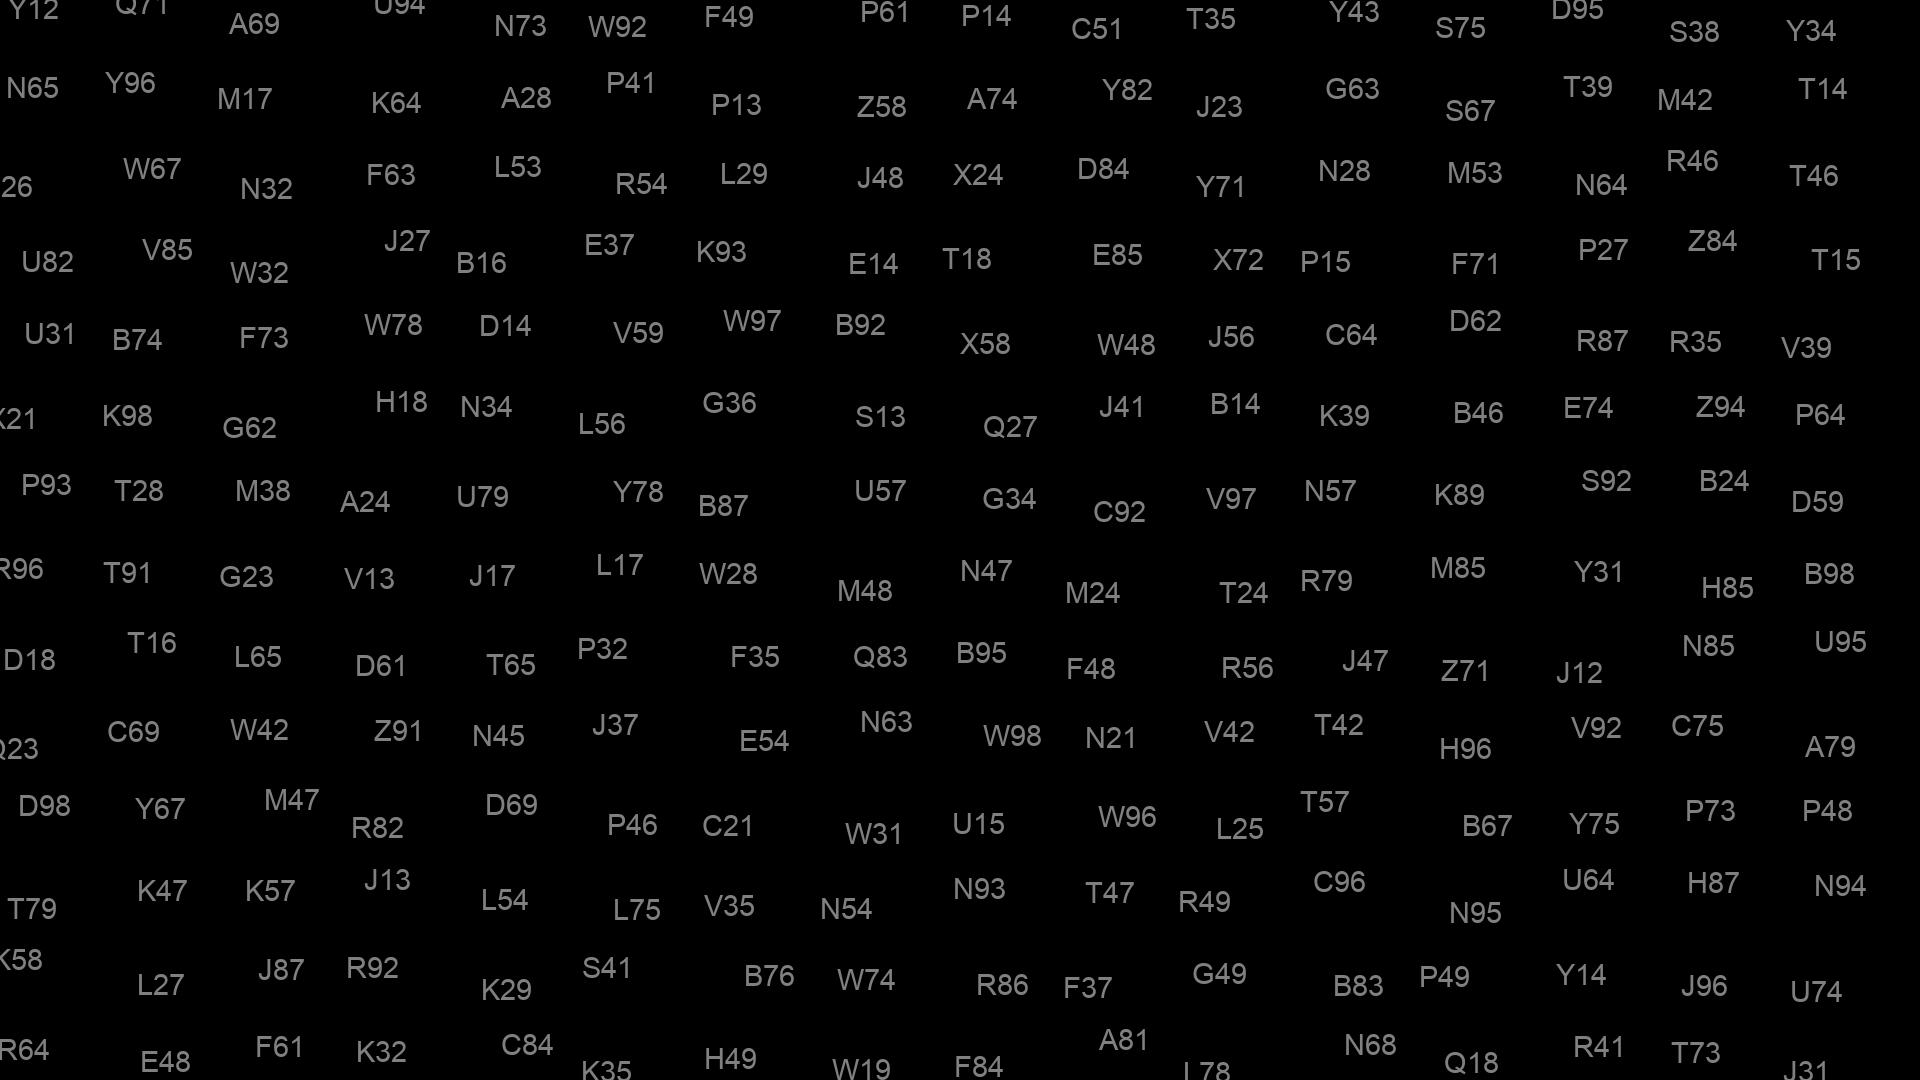 Y12 Q71 A69 U94 N73 W92 F49 P61 P14 C51 T35 Y43 S75 D95 S38 Y34
N65 Y96 M17 K64 A28 P41 P13 Z58 A74 Y82 J23 G63 S67 T39 M42 T14
26 W67 N32 F63 L53 R54 L29 J48 X24 D84 Y71 N28 M53 N64 R46 T46
U82 V85 W32 J27 B16 E37 K93 E14 T18 E85 X72 P15 F71 P27 Z84 T15
U31 B74 F73 W78 D14 V59 W97 B92 X58 W48 J56 C64 D62 R87 R35 V39
21 K98 G62 H18 N34 L56 G36 S13 Q27 J41 B14 K39 B46 E74 Z94 P64
P93 T28 M38 A24 U79 Y78 B87 U57 G34 C92 V97 N57 K89 S92 B24 D59
R96 T91 G23 V13 J17 L17 W28 M48 N47 M24 T24 R79 M85 Y31 H85 B98
D18 T16 L65 D61 T65 P32 F35 Q83 B95 F48 R56 J47 Z71 J12 N85 U95
Q23 C69 W42 Z91 N45 J37 E54 N63 W98 N21 V42 T42 H96 V92 C75 A79
D98 Y67 M47 R82 D69 P46 C21 W31 U15 W96 L25 T57 B67 Y75 P73 P48
T79 K47 K57 J13 L54 L75 V35 N54 N93 T47 R49 C96 N95 U64 H87 N94
K58 L27 J87 R92 K29 S41 B76 W74 R86 F37 G49 B83 P49 Y14 J96 U74
R64 E48 F61 K32 C84 K35 H49 W19 F84 A81 L78 N68 Q18 R41 T73 J31